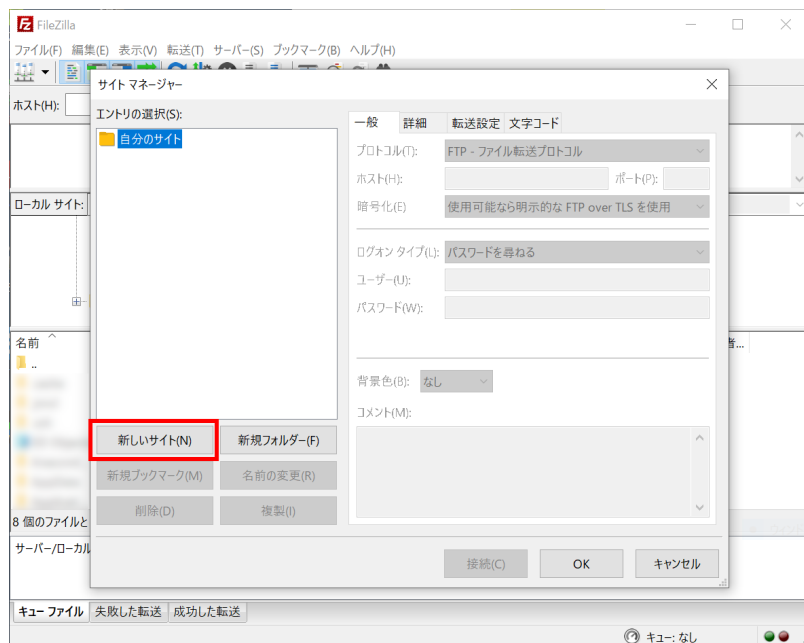 FileZilla
ファイル(F) 編集(E) 表示(V) 転送(T) サーバー(S) ブックマーク(B) ヘルプ(H)
ホスト(H):
サイト マネージャー
エントリの選択(S):
自分のサイト
新しいサイト(N) 新規フォルダー(F)
新規ブックマーク(M) 名前の変更(R)
削除(D) 複製(I)
一般 詳細 転送設定 文字コード
プロトコル(T): FTP - ファイル転送プロトコル
ホスト(H): ポート(P):
暗号化(E) 使用可能なら明示的な FTP over TLS を使用
ログオン タイプ(L): パスワードを尋ねる
ユーザー(U):
パスワード(W):
背景色(B): なし
コメント(M):
接続(C) OK キャンセル
ローカル サイト:
名前
..
者...
8 個のファイルと
サーバー/ローカル
キュー ファイル 失敗した転送 成功した転送
キュー: なし